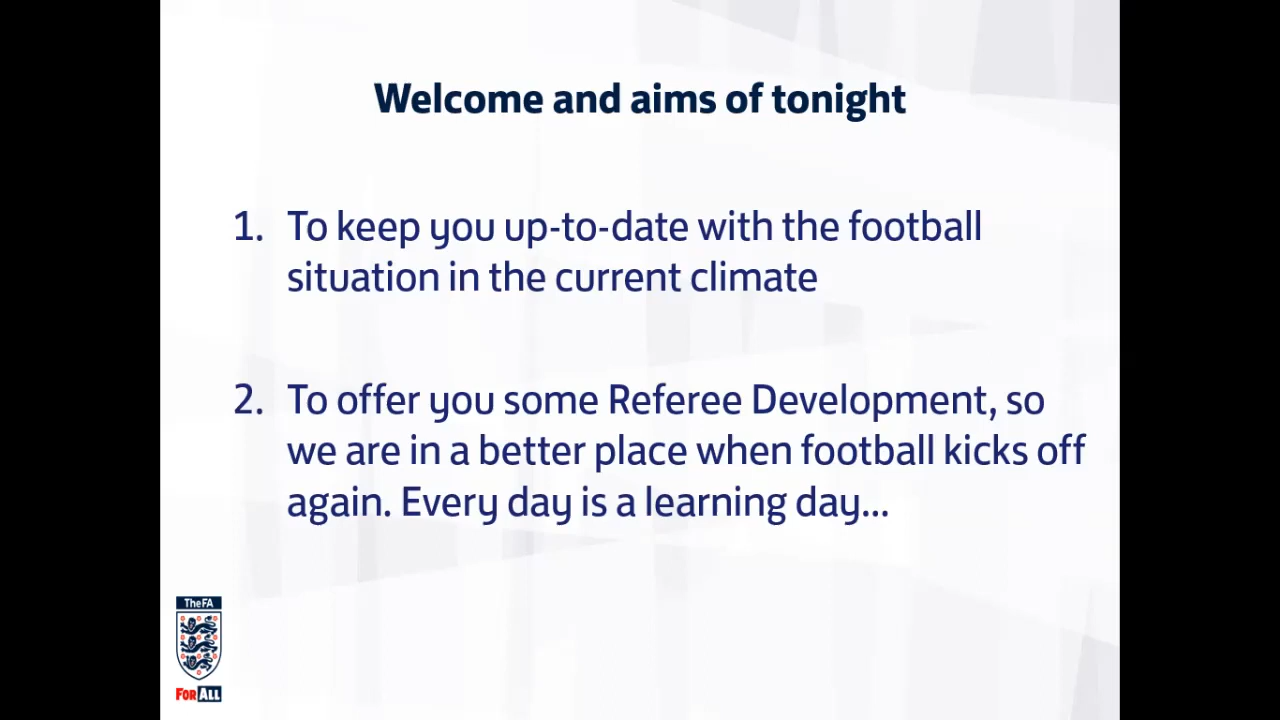 Welcome and aims of tonight
1. To keep you up-to-date with the football
situation in the current climate
2. To offer you some Referee Development, so
we are in a better place when football kicks off
again. Every day is a learning day...
TheFA
FOR ALL